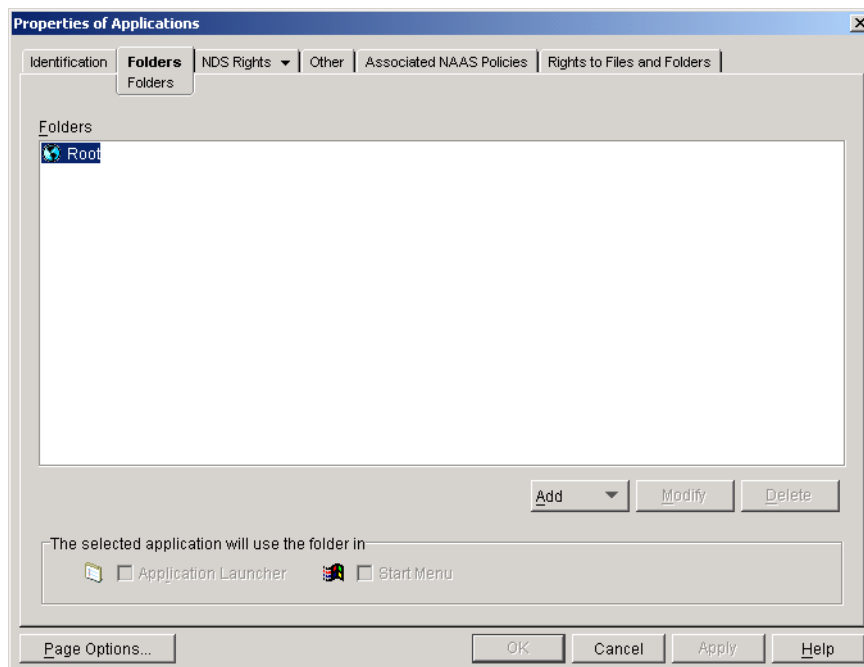 Properties of Applications
Identification Folders NDS Rights Other Associated NAAS Policies Rights to Files and Folders
Folders
Folders
Root
Add Modify Delete
The selected application will use the folder in
Application Launcher Start Menu
Page Options... OK Cancel Apply Help